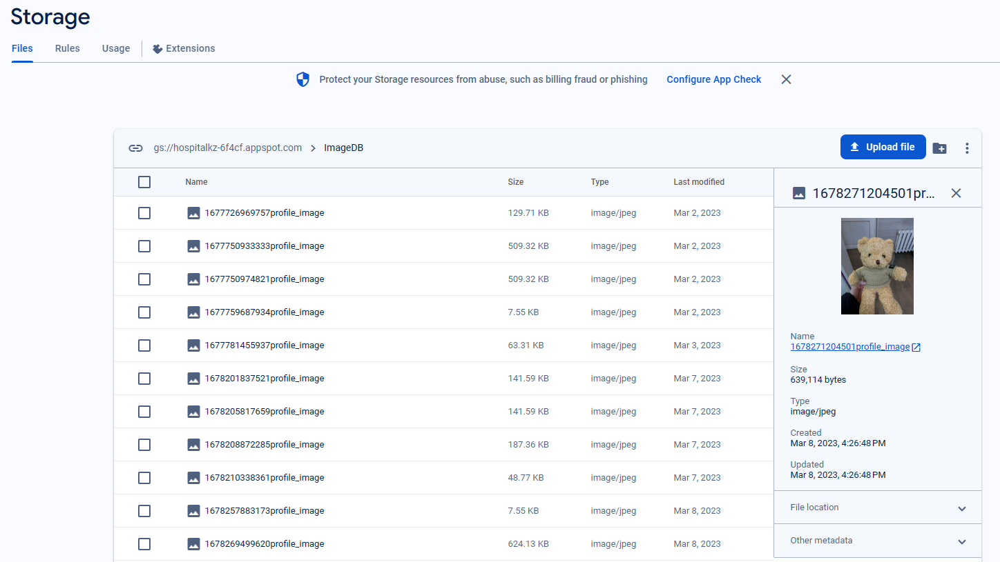 Storage
Files Rules Usage Extensions
Protect your Storage resources from abuse, such as billing fraud or phishing Configure App Check
gs://hospitalkz-6f4cf.appspot.com > ImageDB Upload file
Name Size Type Last modified
1678271204501pr...
1677726969757profile_image 129.71 KB image/jpeg Mar 2, 2023
1677750933333profile_image 509.32 KB image/jpeg Mar 2, 2023
1677750974821profile_image 509.32 KB image/jpeg Mar 2, 2023
1677759687934profile_image 7.55 KB image/jpeg Mar 2, 2023
1677781455937profile_image 63.31 KB image/jpeg Mar 3, 2023
1678201837521profile_image 141.59 KB image/jpeg Mar 7, 2023
1678205817659profile_image 141.59 KB image/jpeg Mar 7, 2023
1678208872285profile_image 187.36 KB image/jpeg Mar 7, 2023
1678210338361profile_image 48.77 KB image/jpeg Mar 7, 2023
1678257883173profile_image 7.55 KB image/jpeg Mar 8, 2023
1678269499620profile_image 624.13 KB image/jpeg Mar 8, 2023
Name
1678271204501profile_image
Size
639,114 bytes
Type
image/jpeg
Created
Mar 8, 2023, 4:26:48 PM
Updated
Mar 8, 2023, 4:26:48 PM
File location
Other metadata